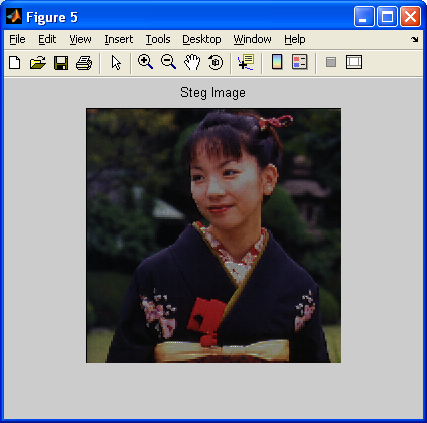 Figure 5
File Edit View Insert Tools Desktop Window Help
Steg Image